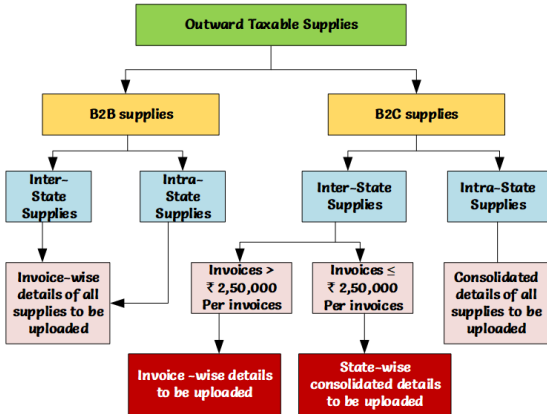 Outward Taxable Supplies
B2B supplies
B2C supplies
Inter-
State
Supplies
Intra-
State
Supplies
Inter-State
Supplies
Intra-State
Supplies
Invoice-wise
details of all
supplies to be
uploaded
Invoices >
₹ 2,50,000
Per invoices
Invoices ≤
₹ 2,50,000
Per invoices
Consolidated
details of all
supplies to be
uploaded
Invoice -wise details
to be uploaded
State-wise
consolidated details
to be uploaded